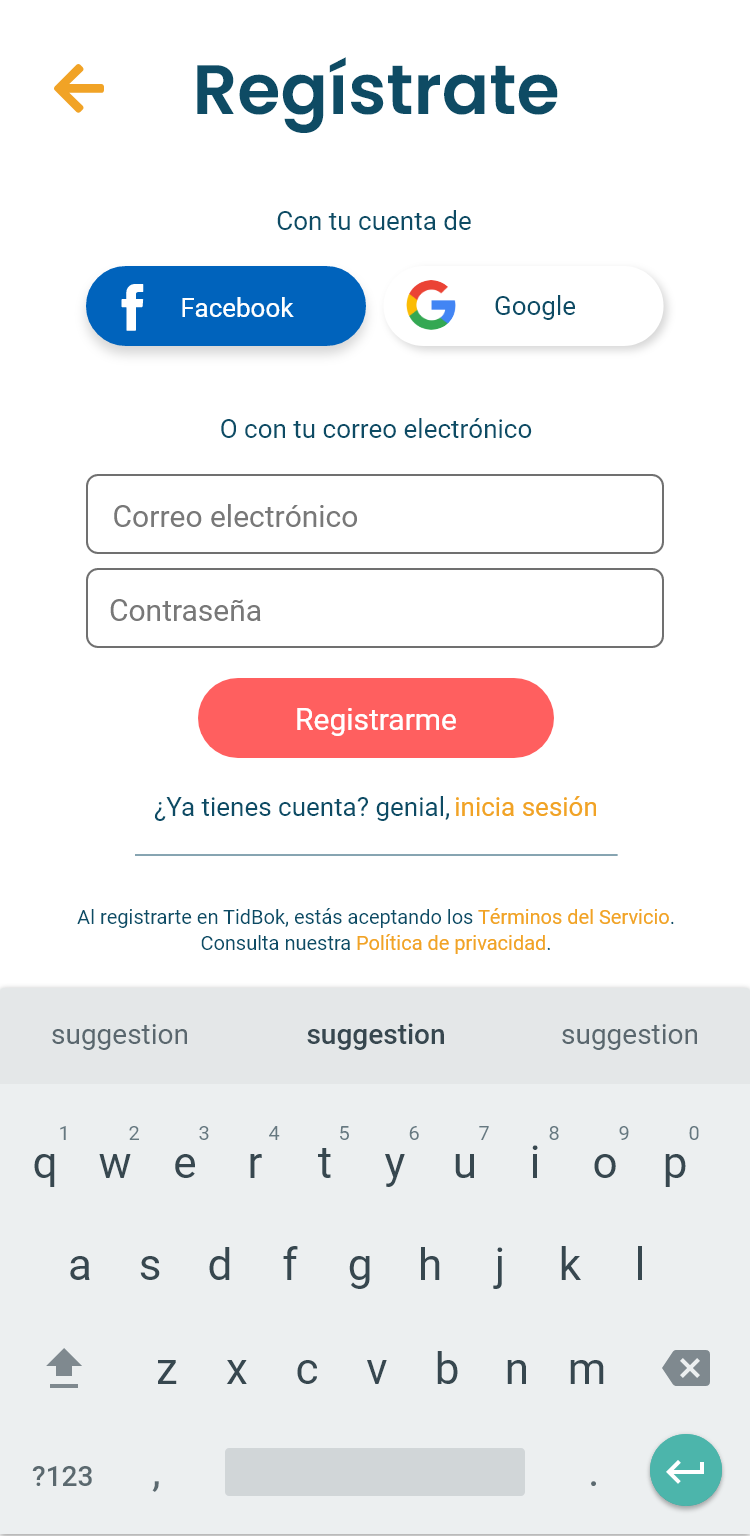 Regístrate
Con tu cuenta de
Facebook Google
O con tu correo electrónico
Correo electrónico
Contraseña
Registrarme
¿Ya tienes cuenta? genial, inicia sesión
Al registrarte en TidBok, estás aceptando los Términos del Servicio.
Consulta nuestra Política de privacidad.
suggestion suggestion suggestion
1 2 3 4 5 6 7 8 9 0
q w e r t y u i o p
a s d f g h j k l
z x c v b n m
?123 , .